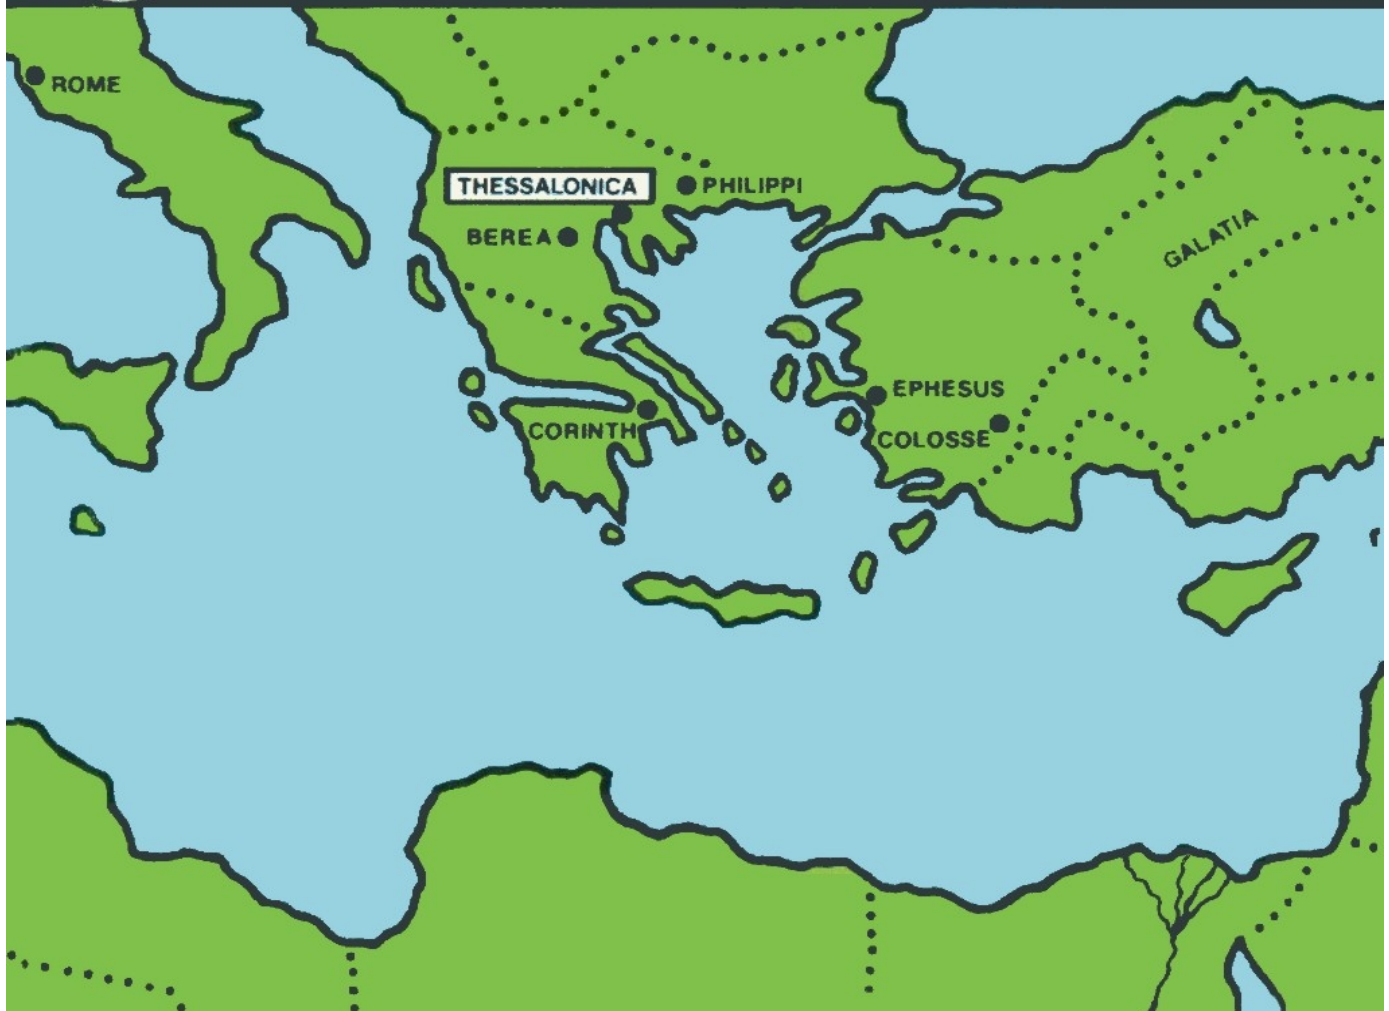 ROME
THESSALONICA
PHILIPPI
BEREA
GALATIA
EPHESUS
CORINTH
COLOSSE